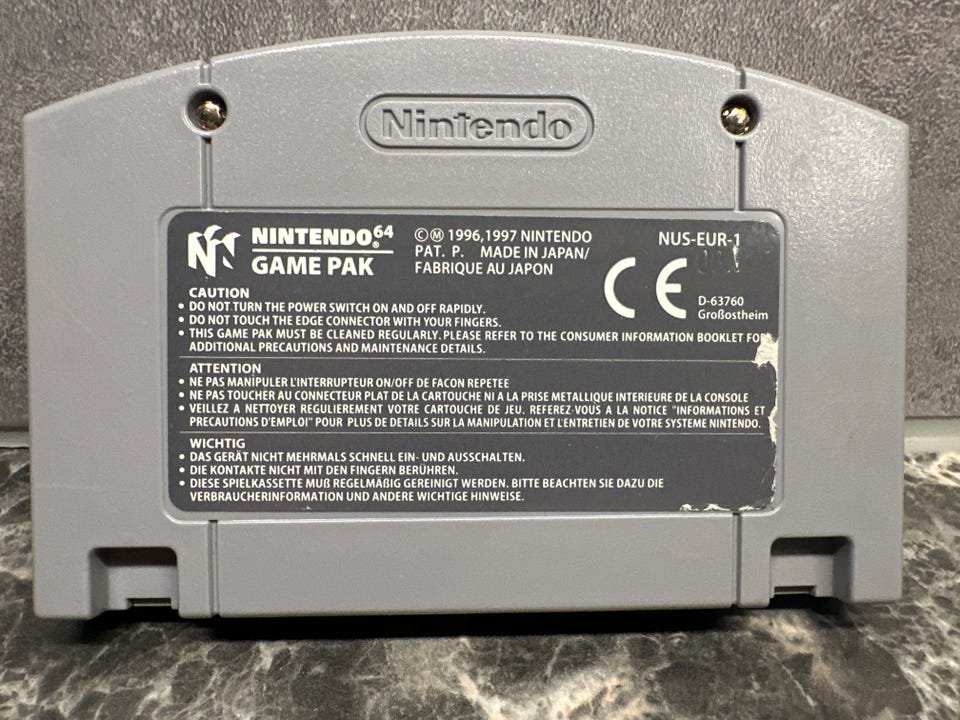 Nintendo
NINTENDO64®
GAME PAK
©Ⓜ 1996,1997 NINTENDO
PAT. P. MADE IN JAPAN/
FABRIQUE AU JAPON
NUS-EUR-1
CE
D-63760
Großostheim
CAUTION
• DO NOT TURN THE POWER SWITCH ON AND OFF RAPIDLY.
• DO NOT TOUCH THE EDGE CONNECTOR WITH YOUR FINGERS.
• THIS GAME PAK MUST BE CLEANED REGULARLY. PLEASE REFER TO THE CONSUMER INFORMATION BOOKLET FOR
ADDITIONAL PRECAUTIONS AND MAINTENANCE DETAILS.
ATTENTION
• NE PAS MANIPULER L'INTERRUPTEUR ON/OFF DE FACON REPETEE
• NE PAS TOUCHER AU CONNECTEUR PLAT DE LA CARTOUCHE NI A LA PRISE METALLIQUE INTERIEURE DE LA CONSOLE
• VEILLEZ A NETTOYER REGULIEREMENT VOTRE CARTOUCHE DE JEU. REFEREZ-VOUS A LA NOTICE "INFORMATIONS ET
PRECAUTIONS D'EMPLOI" POUR PLUS DE DETAILS SUR LA MANIPULATION ET L'ENTRETIEN DE VOTRE SYSTEME NINTENDO.
WICHTIG
• DAS GERÄT NICHT MEHRMALS SCHNELL EIN- UND AUSSCHALTEN.
• DIE KONTAKTE NICHT MIT DEN FINGERN BERÜHREN.
• DIESE SPIELKASSETTE MUß REGELMÄßIG GEREINIGT WERDEN. BITTE BEACHTEN SIE DAZU DIE
VERBRAUCHERINFORMATION UND ANDERE WICHTIGE HINWEISE.